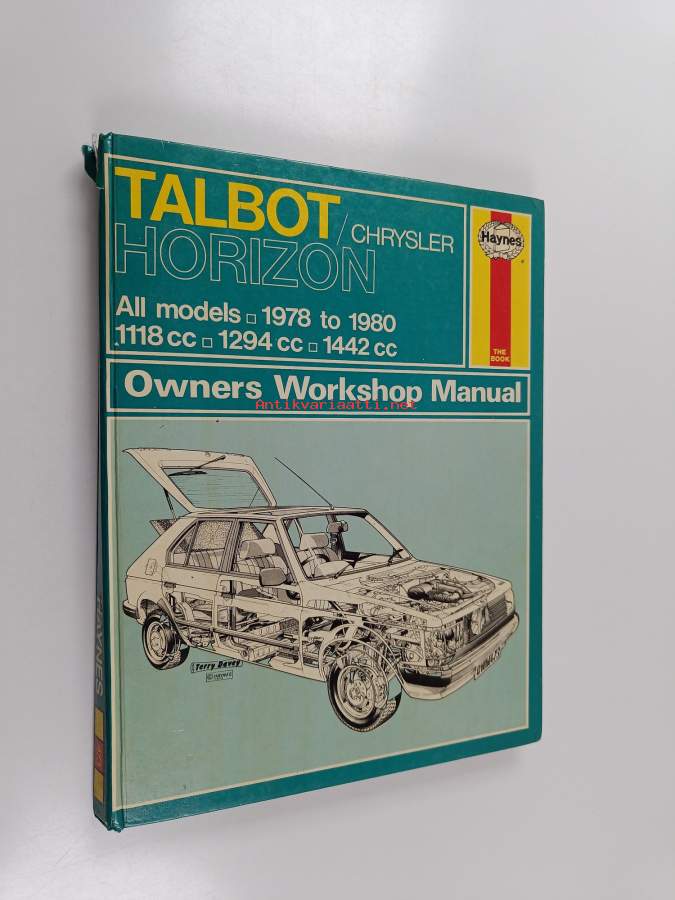 TALBOT
/ CHRYSLER
HORIZON
All models ▫ 1978 to 1980
1118 cc ▫ 1294 cc ▫ 1442 cc
Haynes
THE
BOOK
Owners Workshop Manual
Antikvariaatti.net
Terry Davey
© HAYNES
HAYNES